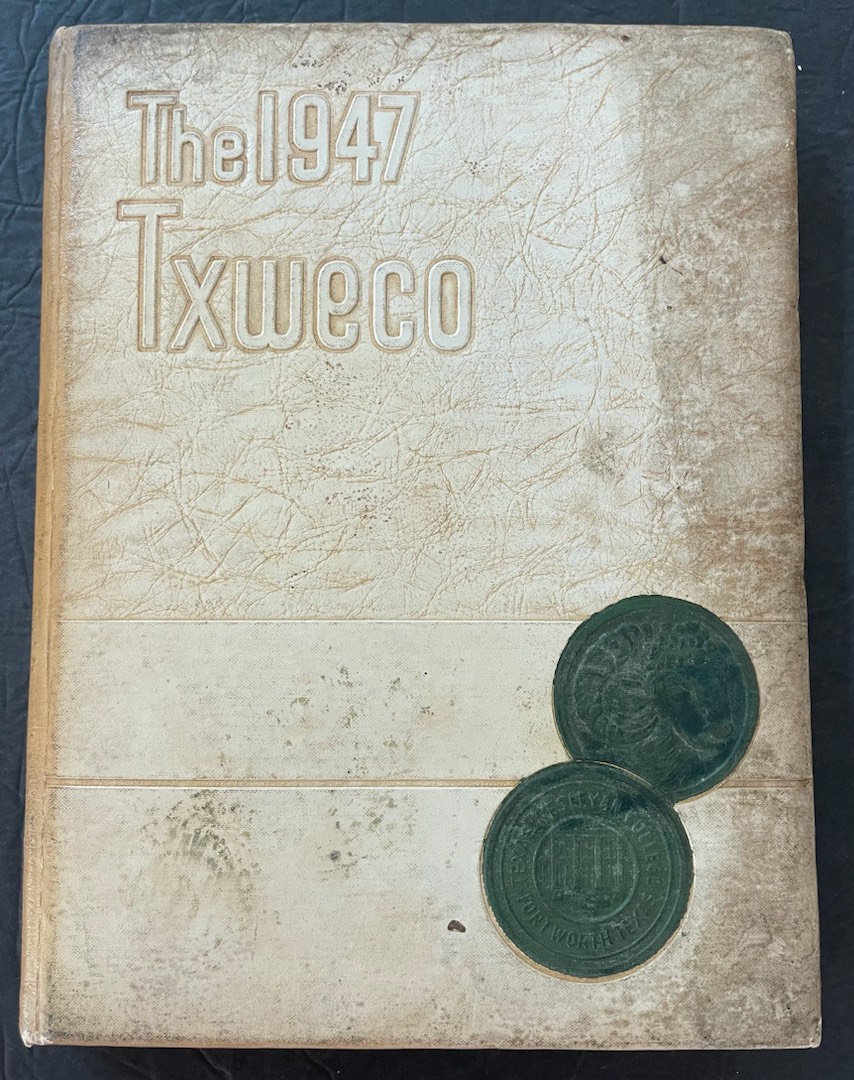 The 1947
Txweco
TEXAS WESLEYAN COLLEGE
FORT WORTH TEXAS